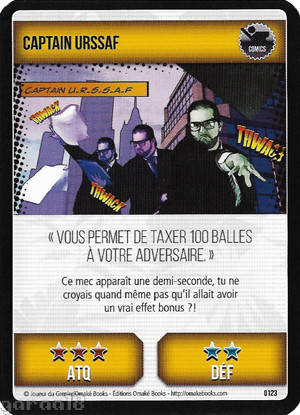 CAPTAIN URSSAF
COMICS
CAPTAIN U.R.S.S.A.F
THWACK
THWACK
THWACK
« VOUS PERMET DE TAXER 100 BALLES
À VOTRE ADVERSAIRE. »
Ce mec apparaît une demi-seconde, tu ne
croyais quand même pas qu'il allait avoir
un vrai effet bonus ?!
ATQ
DÉF
© Joueur du Grenier/Omaké Books - Éditions Omaké Books - http://omakebooks.com/
0123